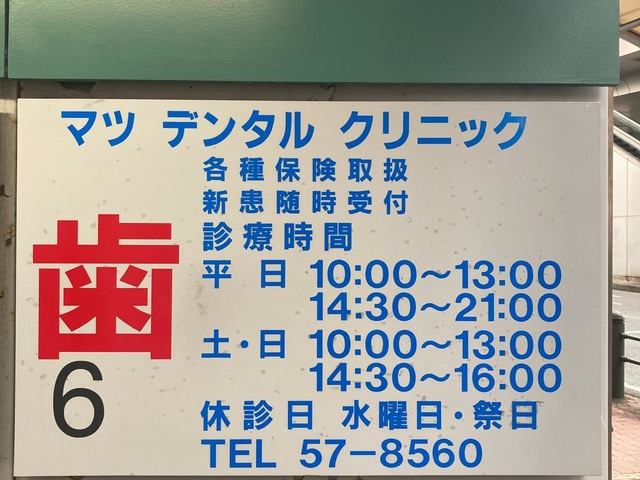 マツ デンタル クリニック
各種保険取扱
新患随時受付
診療時間
平 日 10:00～13:00
14:30～21:00
土・日 10:00～13:00
14:30～16:00
休診日 水曜日・祭日
TEL 57－8560
歯
6